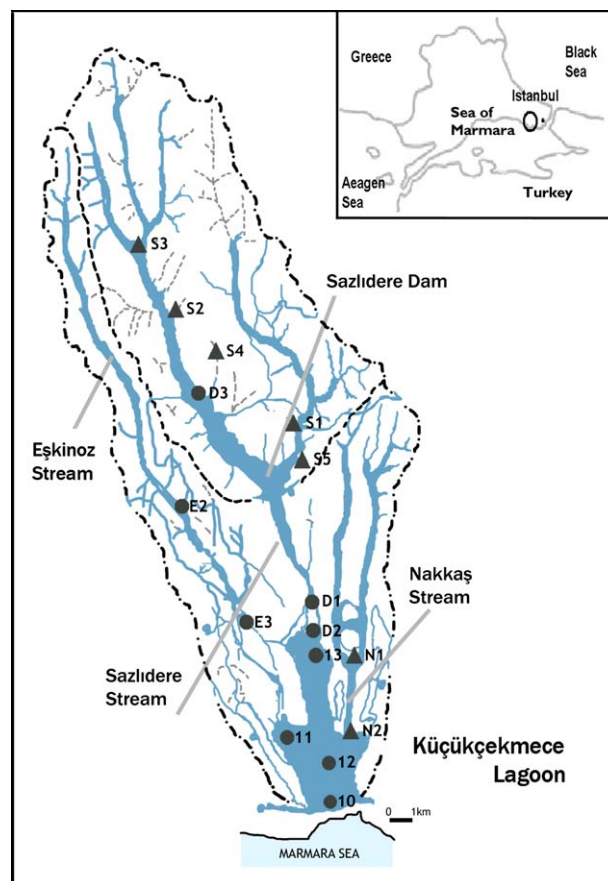 Greece
Black
Sea
Istanbul
Sea of
Marmara
Aeagen
Sea
Turkey
S3
Sazlıdere Dam
S2
S4
D3
S1
Eşkinoz
Stream
S5
E2
Nakkaş
Stream
D1
E3
D2
13
N1
Sazlıdere
Stream
N2
11
Küçükçekmece
Lagoon
12
10
0 1km
MARMARA SEA